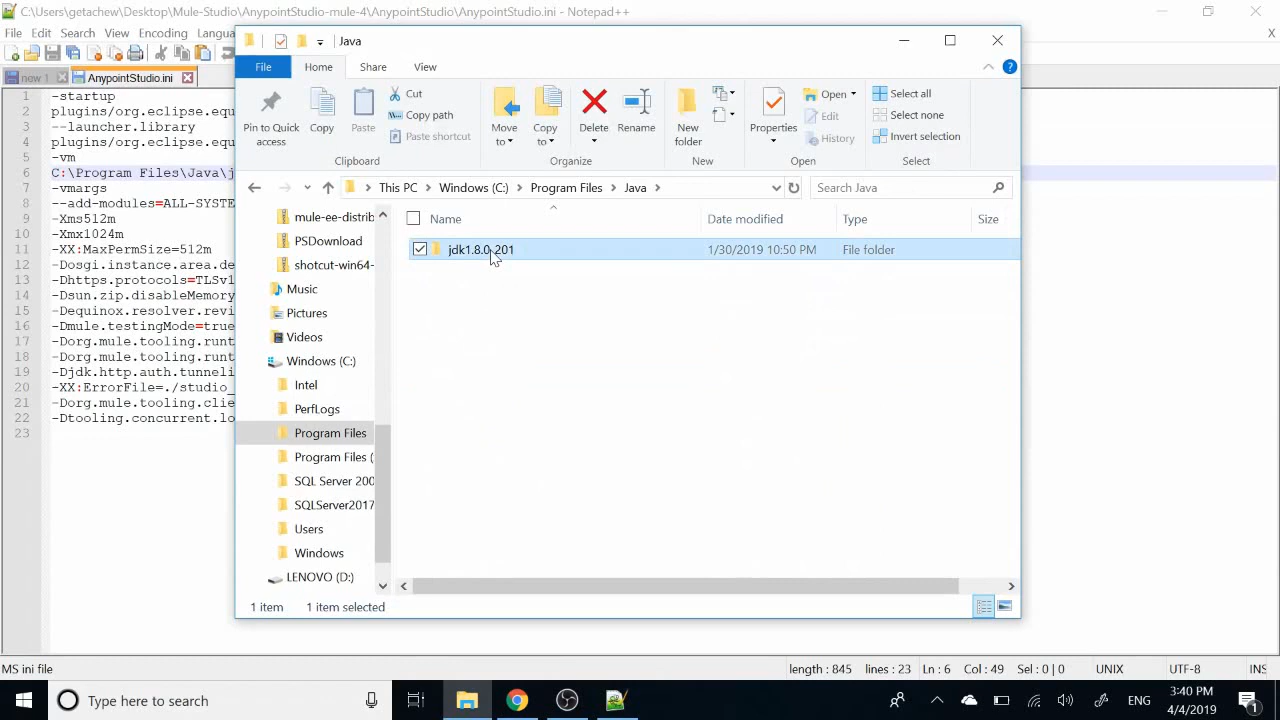 C:\Users\getachew\Desktop\Mule-Studio\AnypointStudio-mule-4\AnypointStudio\AnypointStudio.ini - Notepad++
File Edit Search View Encoding Langua X
new 1 AnypointStudio.ini
1 -startup
2 plugins/org.eclipse.equ
3 --launcher.library
4 plugins/org.eclipse.equ
5 -vm
6 C:\Program Files\Java\j
7 -vmargs
8 --add-modules=ALL-SYSTE
9 -Xms512m
10 -Xmx1024m
11 -XX:MaxPermSize=512m
12 -Dosgi.instance.area.de
13 -Dhttps.protocols=TLSv1
14 -Dsun.zip.disableMemory
15 -Dequinox.resolver.revi
16 -Dmule.testingMode=true
17 -Dorg.mule.tooling.runt
18 -Dorg.mule.tooling.runt
19 -Djdk.http.auth.tunneli
20 -XX:ErrorFile=./studio_
21 -Dorg.mule.tooling.clie
22 -Dtooling.concurrent.lo
23
Java
File Home Share View
Pin to Quick access
Copy
Paste
Cut
Copy path
Paste shortcut
Clipboard
Move to
Copy to
Delete
Rename
Organize
New folder
New
Properties
Open
Edit
History
Open
Select all
Select none
Invert selection
Select
This PC > Windows (C:) > Program Files > Java >
Search Java
Name Date modified Type Size
jdk1.8.0_201 1/30/2019 10:50 PM File folder
mule-ee-distrib
PSDownload
shotcut-win64-
Music
Pictures
Videos
Windows (C:)
Intel
PerfLogs
Program Files
Program Files (
SQL Server 200
SQLServer2017
Users
Windows
LENOVO (D:)
1 item 1 item selected
MS ini file length : 845 lines : 23 Ln : 6 Col : 49 Sel : 0 | 0 UNIX UTF-8 INS
Type here to search
ENG
3:40 PM
4/4/2019
1